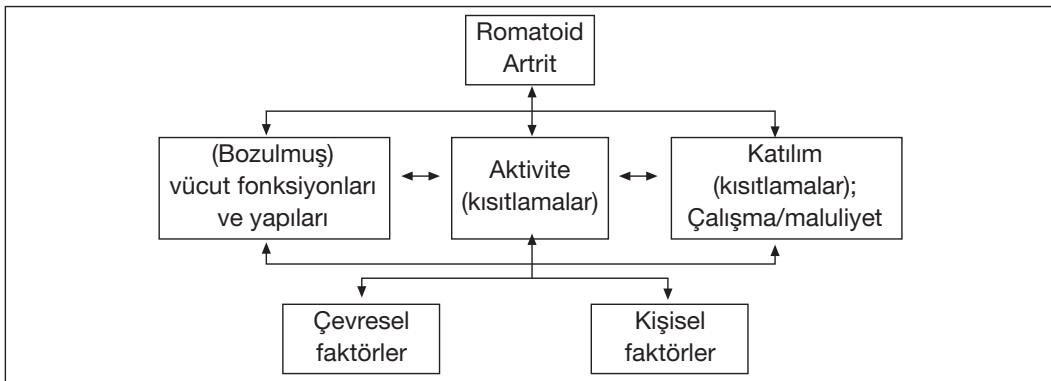 Romatoid
Artrit
(Bozulmuş)
vücut fonksiyonları
ve yapıları
Aktivite
(kısıtlamalar)
Katılım
(kısıtlamalar);
Çalışma/maluliyet
Çevresel
faktörler
Kişisel
faktörler